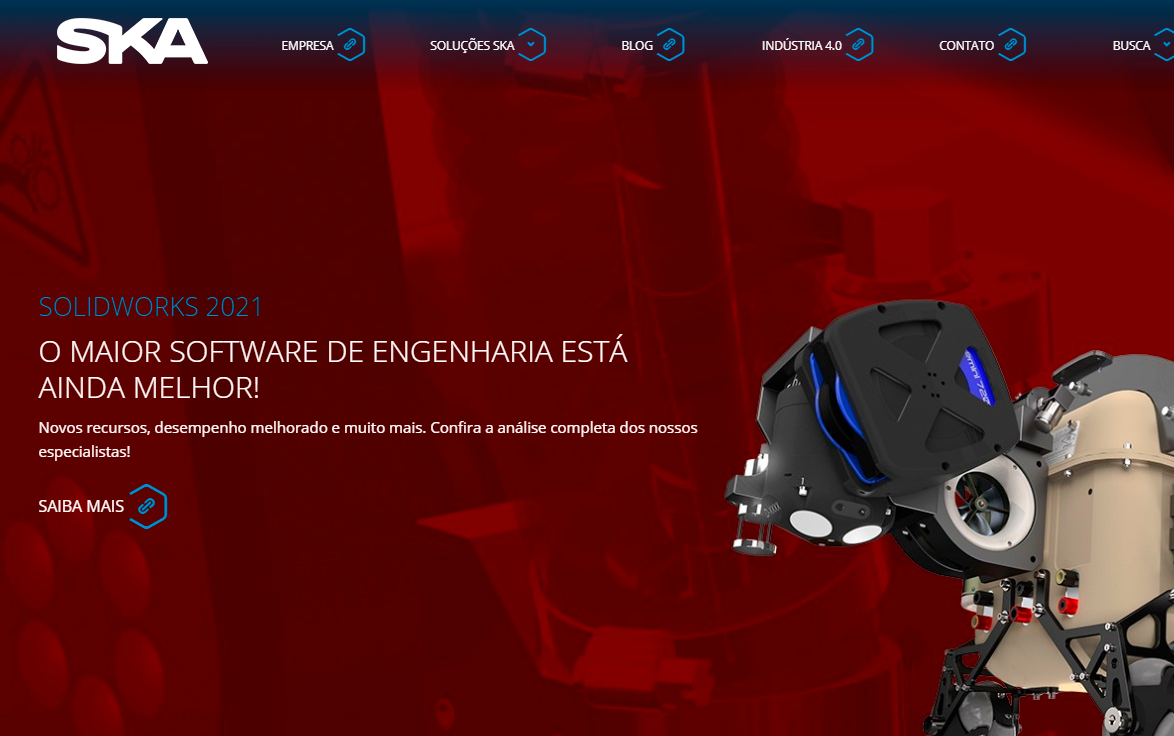 SKA
EMPRESA
SOLUÇÕES SKA
BLOG
INDÚSTRIA 4.0
CONTATO
BUSCA
SOLIDWORKS 2021
O MAIOR SOFTWARE DE ENGENHARIA ESTÁ
AINDA MELHOR!
Novos recursos, desempenho melhorado e muito mais. Confira a análise completa dos nossos
especialistas!
SAIBA MAIS